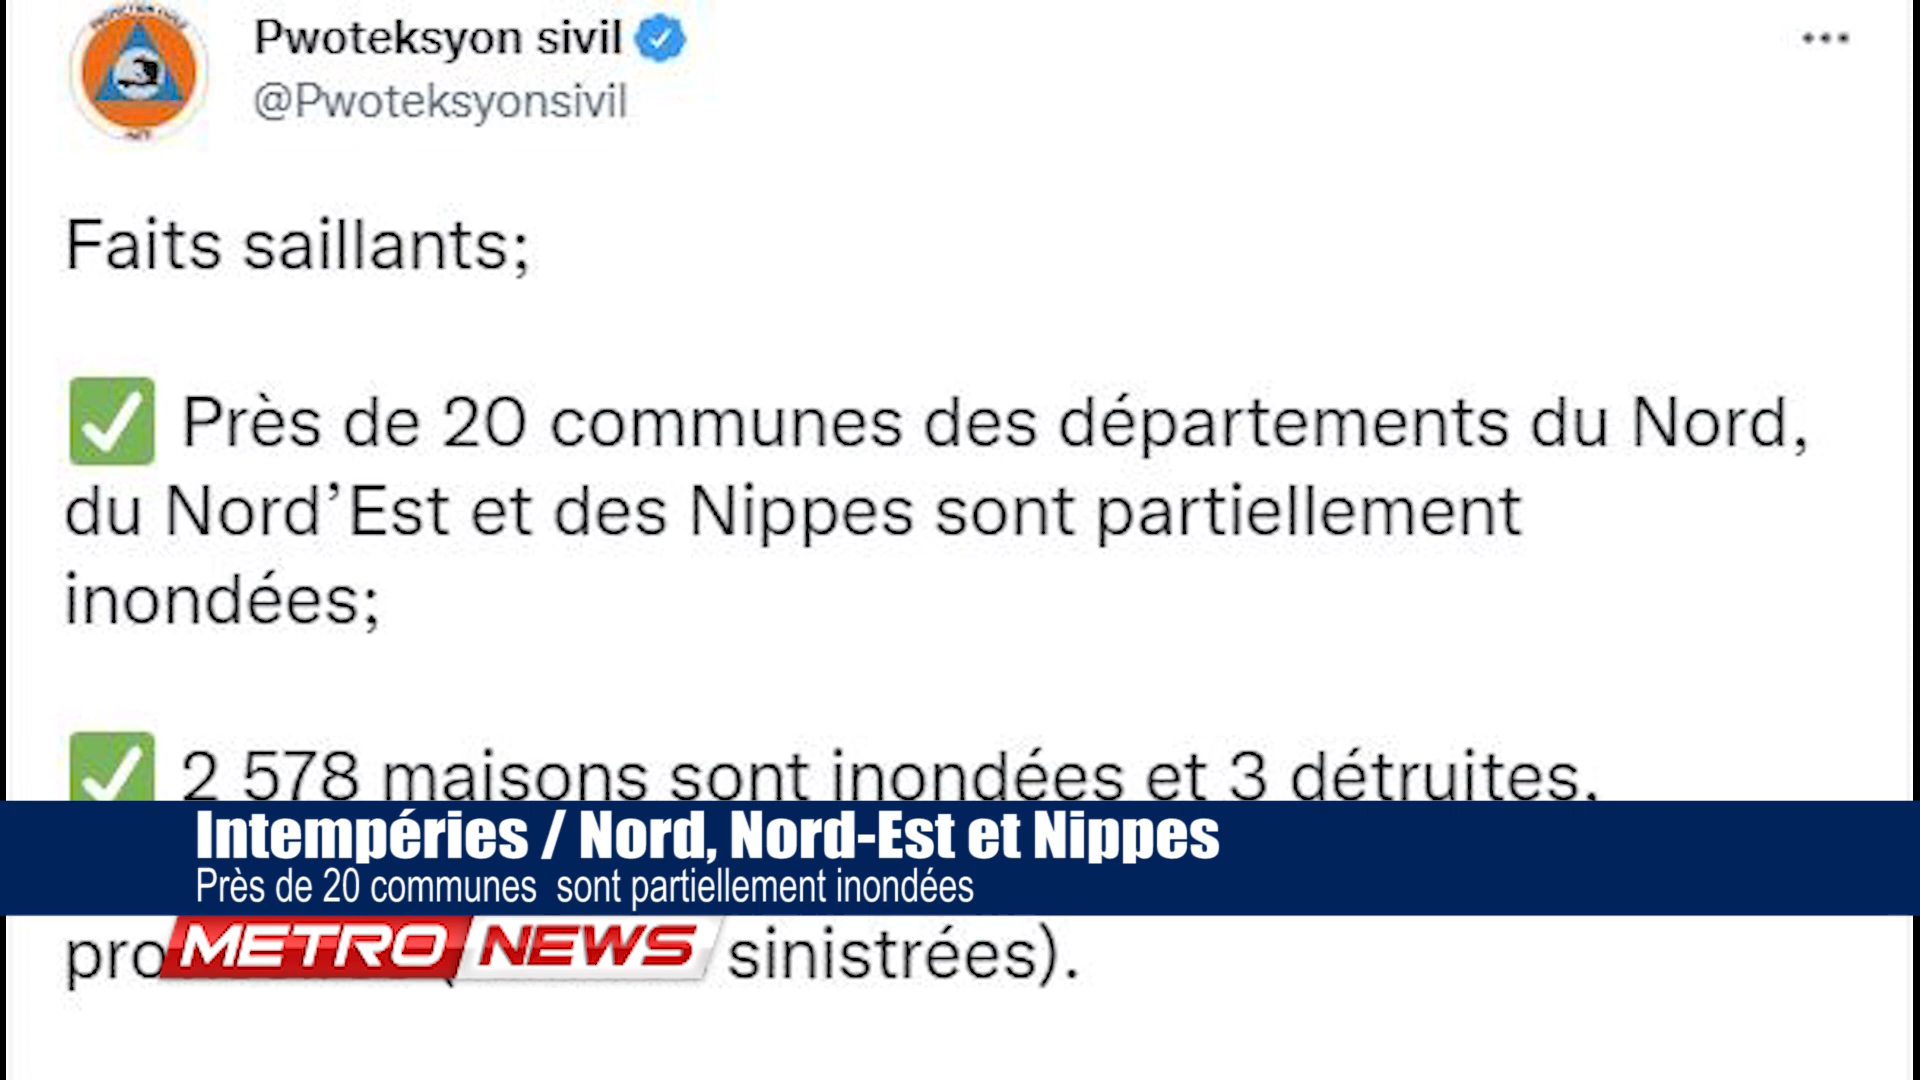 Pwoteksyon sivil
@Pwoteksyonsivil
Faits saillants;
✅ Près de 20 communes des départements du Nord,
du Nord’Est et des Nippes sont partiellement
inondées;
✅ 2 578 maisons sont inondées et 3 détruites,
Intempéries / Nord, Nord-Est et Nippes
Près de 20 communes sont partiellement inondées
METRO NEWS
sinistrées).